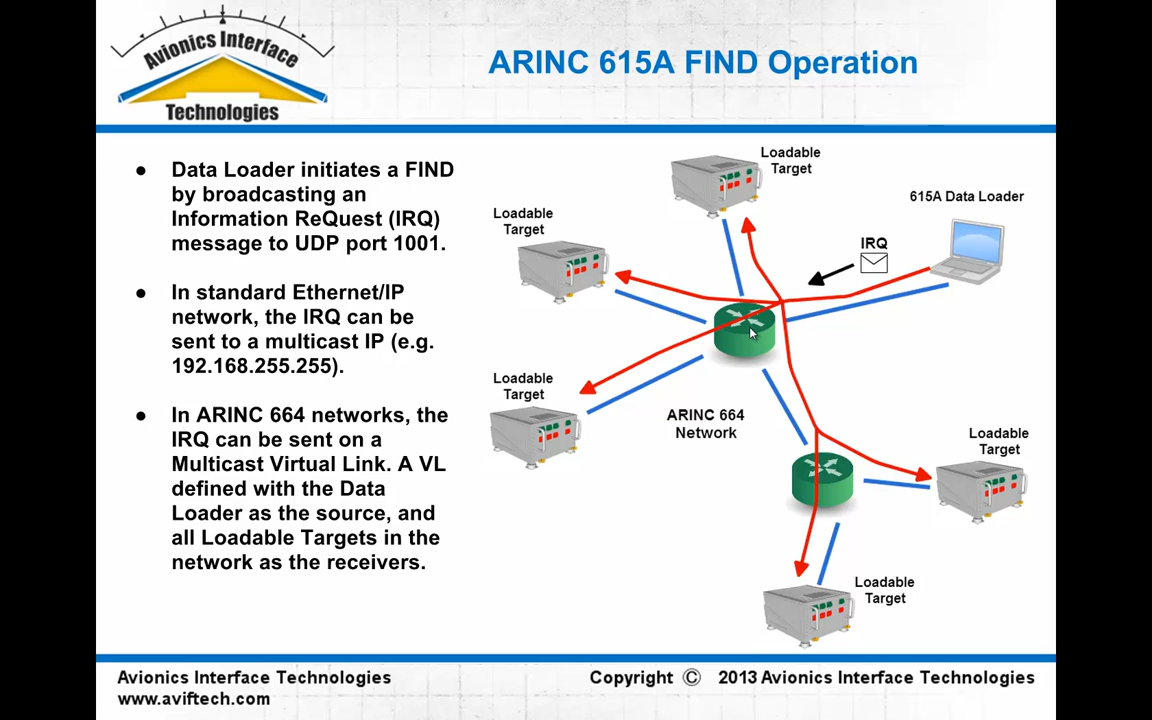 Avionics Interface
Technologies
ARINC 615A FIND Operation
● Data Loader initiates a FIND
by broadcasting an
Information ReQuest (IRQ)
message to UDP port 1001.
● In standard Ethernet/IP
network, the IRQ can be
sent to a multicast IP (e.g.
192.168.255.255).
● In ARINC 664 networks, the
IRQ can be sent on a
Multicast Virtual Link. A VL
defined with the Data
Loader as the source, and
all Loadable Targets in the
network as the receivers.
Loadable
Target
615A Data Loader
Loadable
Target
IRQ
Loadable
Target
ARINC 664
Network
Loadable
Target
Loadable
Target
Avionics Interface Technologies
www.aviftech.com
Copyright © 2013 Avionics Interface Technologies